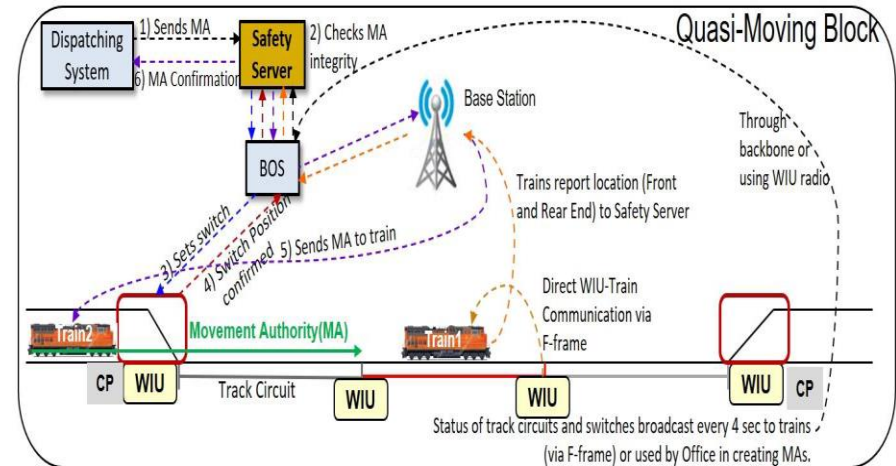 Quasi-Moving Block
Dispatching
System
1) Sends MA
Safety
Server
2) Checks MA
integrity
6) MA Confirmation
Base Station
BOS
Through
backbone or
using WIU radio
Trains report location (Front
and Rear End) to Safety Server
3) Sets switch
4) Switch Position
confirmed
5) Sends MA to train
Direct WIU-Train
Communication via
F-frame
Train2
Movement Authority(MA)
Train1
CP
WIU
Track Circuit
WIU
WIU
WIU
CP
Status of track circuits and switches broadcast every 4 sec to trains
(via F-frame) or used by Office in creating MAs.